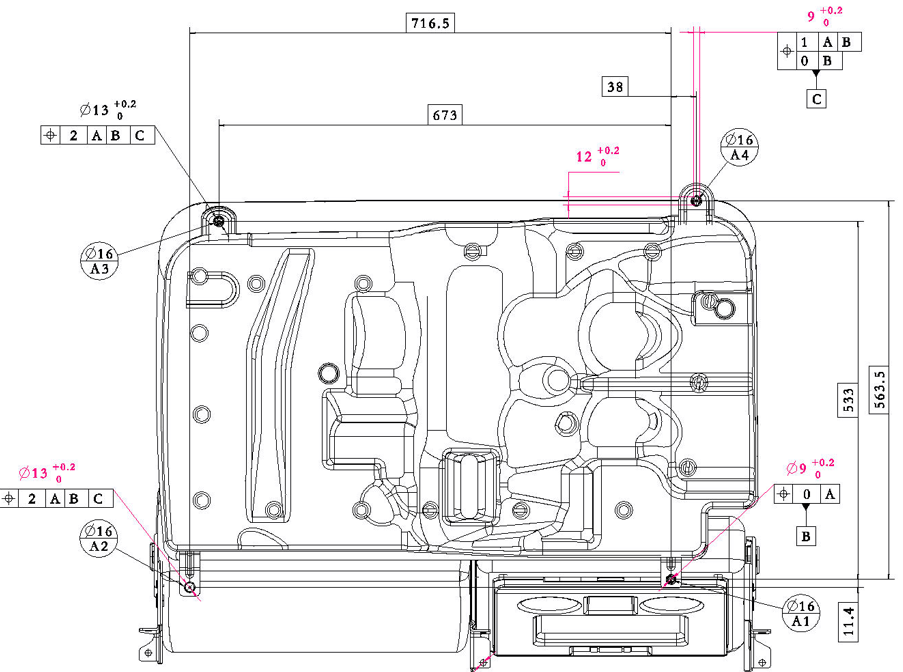 716.5
9 +0.2 0
1 A B
0 B
C
38
Ø13 +0.2 0
2 A B C
673
12 +0.2 0
Ø16
A4
Ø16
A3
533
563.5
Ø13 +0.2 0
2 A B C
Ø9 +0.2 0
0 A
B
Ø16
A2
Ø16
A1
11.4